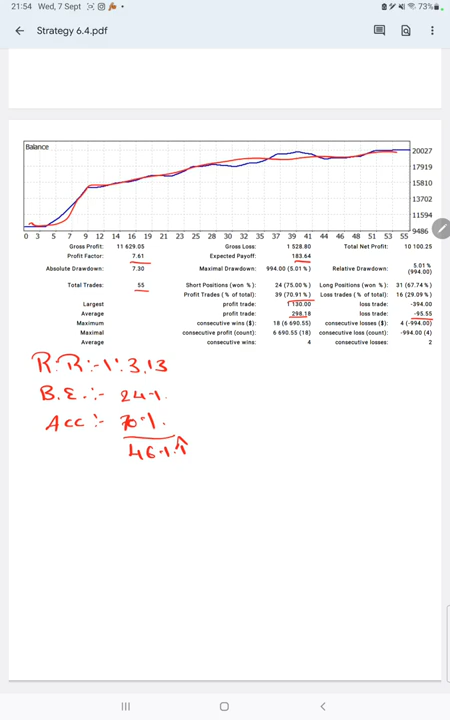 21:54 Wed, 7 Sept 73%
Strategy 6.4.pdf
Balance
20027
17919
15810
13702
11594
9486
0 3 5 7 9 12 14 16 19 21 23 25 28 30 32 35 37 39 41 44 46 48 51 53 55
Gross Profit: 11 629.05 Gross Loss: 1 528.80 Total Net Profit: 10 100.25
Profit Factor: 7.61 Expected Payoff: 183.64
Absolute Drawdown: 7.30 Maximal Drawdown: 994.00 (5.01 %) Relative Drawdown: 5.01 % (994.00)
Total Trades: 55 Short Positions (won %): 24 (75.00 %) Long Positions (won %): 31 (67.74 %)
Profit Trades (% of total): 39 (70.91 %) Loss trades (% of total): 16 (29.09 %)
Largest profit trade: 1130.00 loss trade: -394.00
Average profit trade: 298.18 loss trade: -95.55
Maximum consecutive wins ($): 18 (6 690.55) consecutive losses ($): 4 (-994.00)
Maximal consecutive profit (count): 6 690.55 (18) consecutive loss (count): -994.00 (4)
Average consecutive wins: 4 consecutive losses: 2
R.R:-1:3.13
B.E.:- 24%.
Acc:- 70%.
46%↑